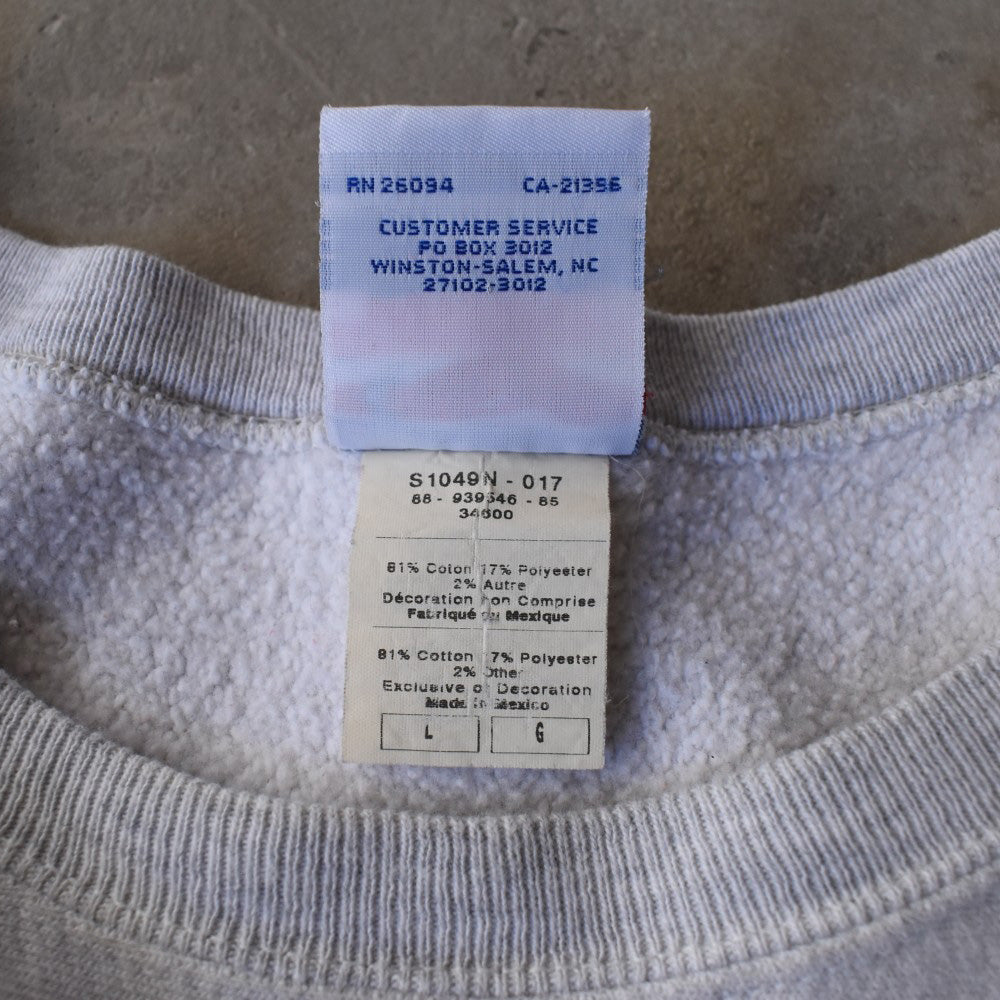 RN 26094 CA-21356
CUSTOMER SERVICE
PO BOX 3012
WINSTON-SALEM, NC
27102-3012
S1049N - 017
88 - 939546 - 85
34600
81% Coton 17% Polyester
2% Autre
Décoration non Comprise
Fabriqué au Mexique
81% Cotton 7% Polyester
2% Other
Exclusive of Decoration
Made in Mexico
L G